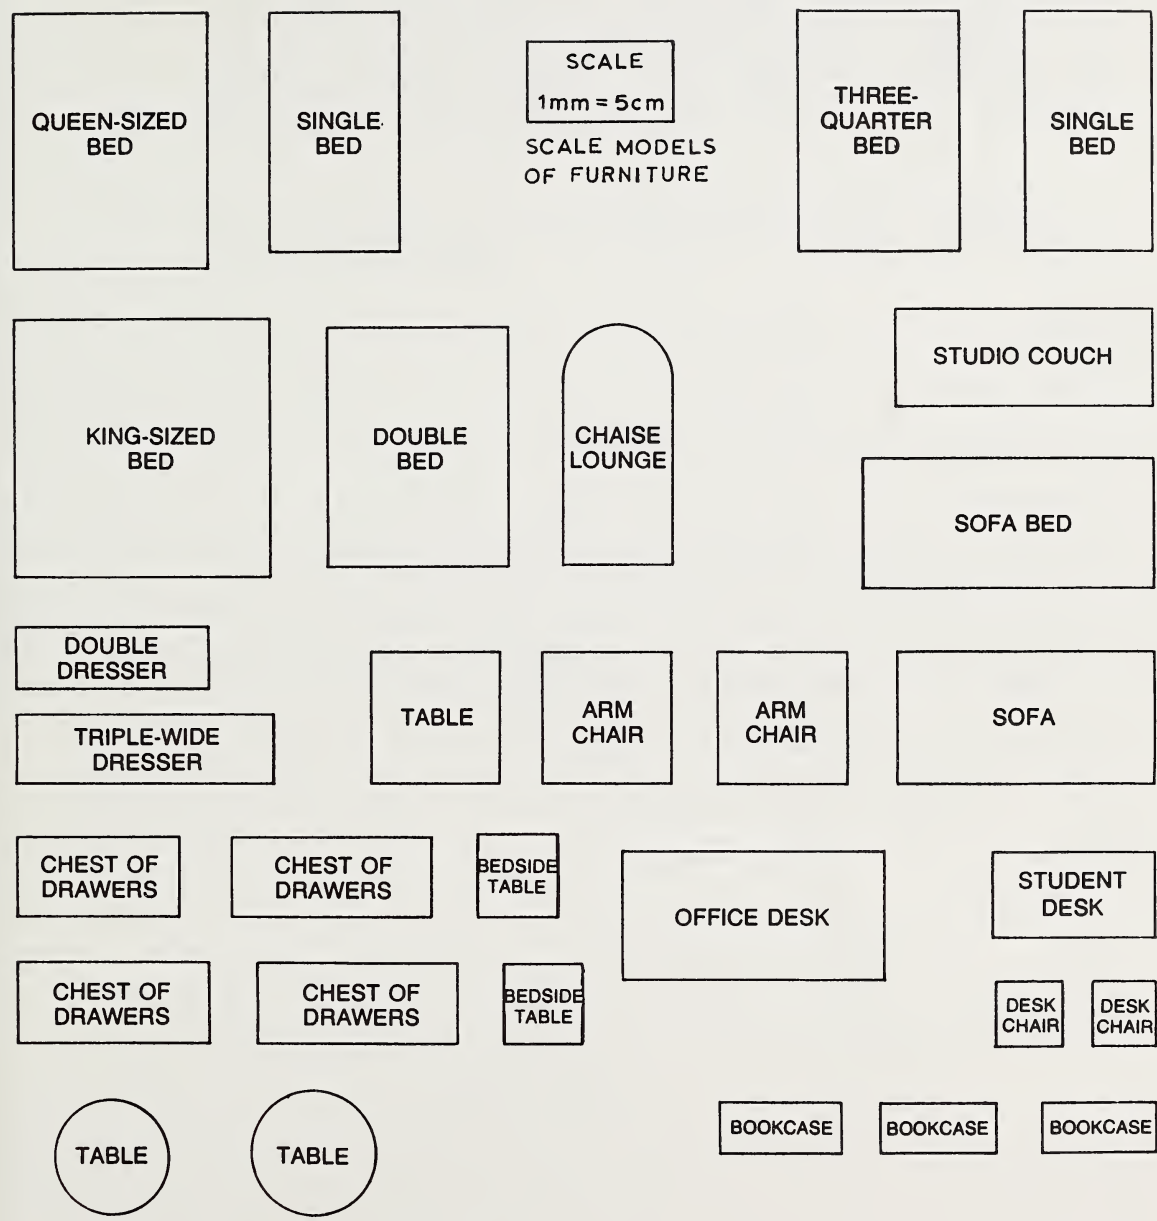 QUEEN-SIZED
BED
SINGLE
BED
SCALE
1mm = 5cm
SCALE MODELS
OF FURNITURE
THREE-
QUARTER
BED
SINGLE
BED
KING-SIZED
BED
DOUBLE
BED
CHAISE
LOUNGE
STUDIO COUCH
SOFA BED
DOUBLE
DRESSER
TRIPLE-WIDE
DRESSER
TABLE
ARM
CHAIR
ARM
CHAIR
SOFA
CHEST OF
DRAWERS
CHEST OF
DRAWERS
BEDSIDE
TABLE
OFFICE DESK
STUDENT
DESK
CHEST OF
DRAWERS
CHEST OF
DRAWERS
BEDSIDE
TABLE
DESK
CHAIR
DESK
CHAIR
TABLE
TABLE
BOOKCASE
BOOKCASE
BOOKCASE